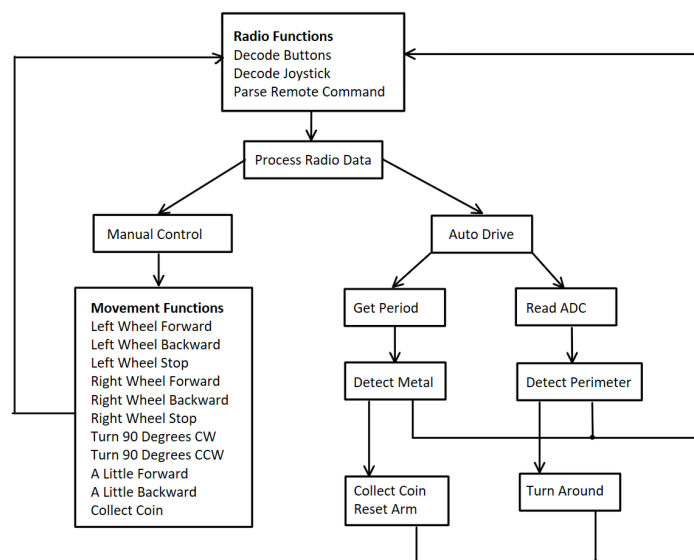 Radio Functions
Decode Buttons
Decode Joystick
Parse Remote Command
Process Radio Data
Manual Control
Auto Drive
Movement Functions
Left Wheel Forward
Left Wheel Backward
Left Wheel Stop
Right Wheel Forward
Right Wheel Backward
Right Wheel Stop
Turn 90 Degrees CW
Turn 90 Degrees CCW
A Little Forward
A Little Backward
Collect Coin
Get Period
Read ADC
Detect Metal
Detect Perimeter
Collect Coin
Reset Arm
Turn Around